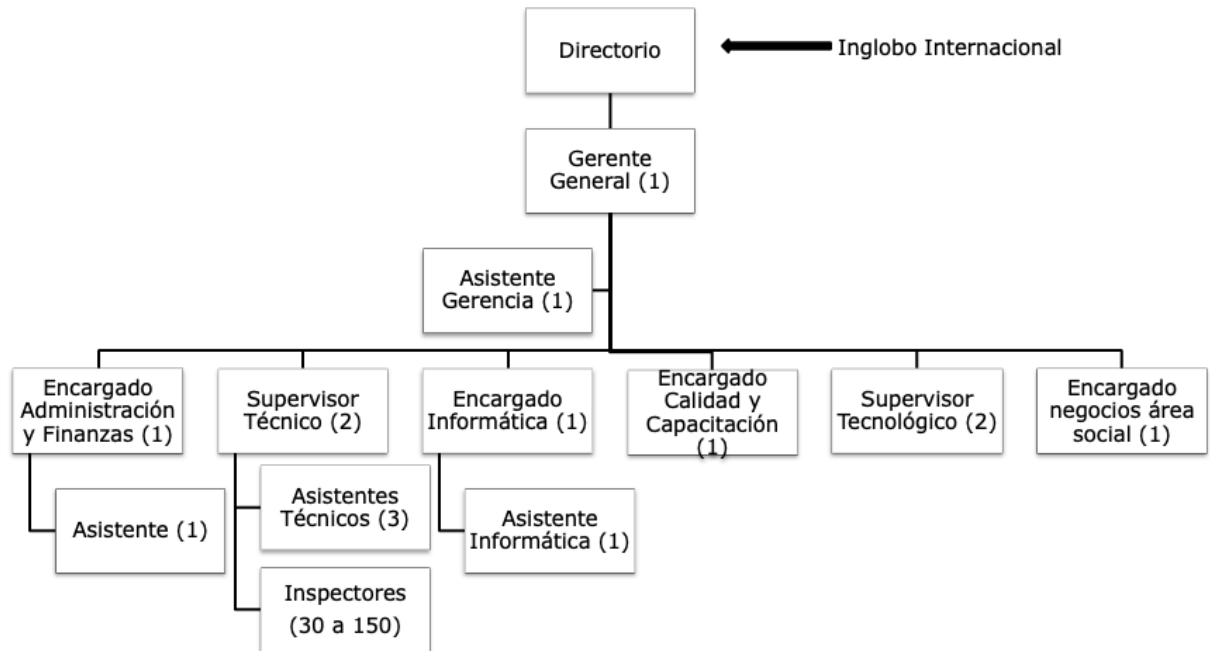 Directorio
Inglobo Internacional
Gerente
General (1)
Asistente
Gerencia (1)
Encargado
Administración
y Finanzas (1)
Supervisor
Técnico (2)
Encargado
Informática (1)
Encargado
Calidad y
Capacitación
(1)
Supervisor
Tecnológico (2)
Encargado
negocios área
social (1)
Asistente (1)
Asistentes
Técnicos (3)
Asistente
Informática (1)
Inspectores
(30 a 150)